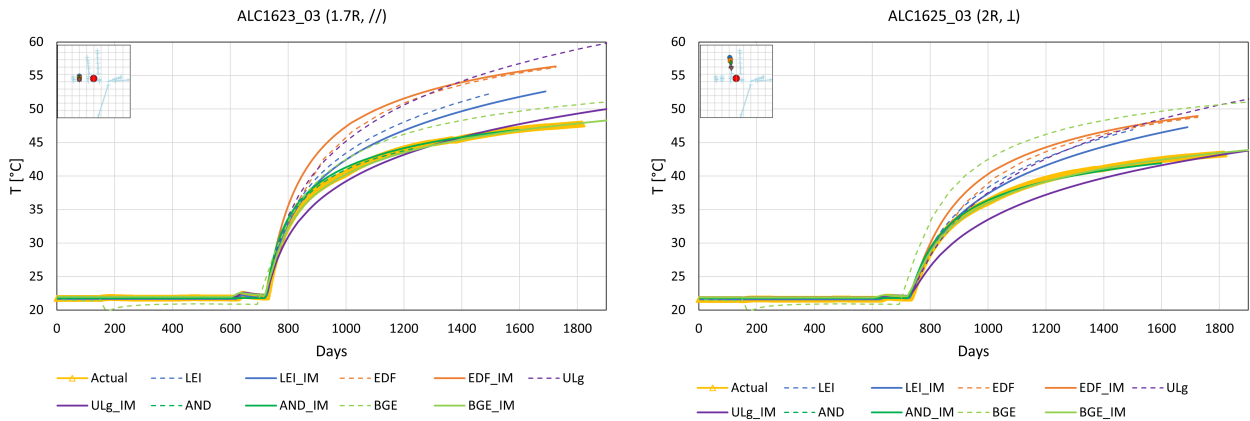 ALC1623_03 (1.7R, //)
60
55
50
45
40
35
30
25
20
T [°C]
0 200 400 600 800 1000 1200 1400 1600 1800
Days
Actual LEI LEI_IM EDF EDF_IM ULg
ULg_IM AND AND_IM BGE BGE_IM
ALC1625_03 (2R, ⊥)
60
55
50
45
40
35
30
25
20
T [°C]
0 200 400 600 800 1000 1200 1400 1600 1800
Days
Actual LEI LEI_IM EDF EDF_IM ULg
ULg_IM AND AND_IM BGE BGE_IM